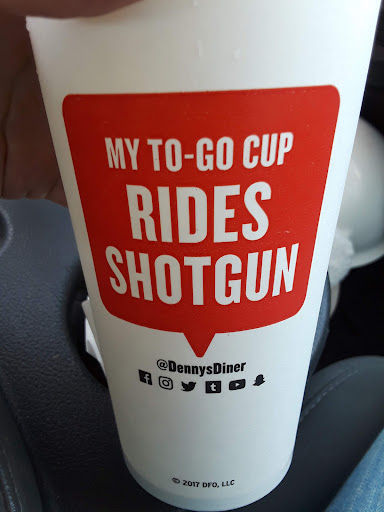 MY TO-GO CUP
RIDES
SHOTGUN
@DennysDiner
© 2017 DFO, LLC